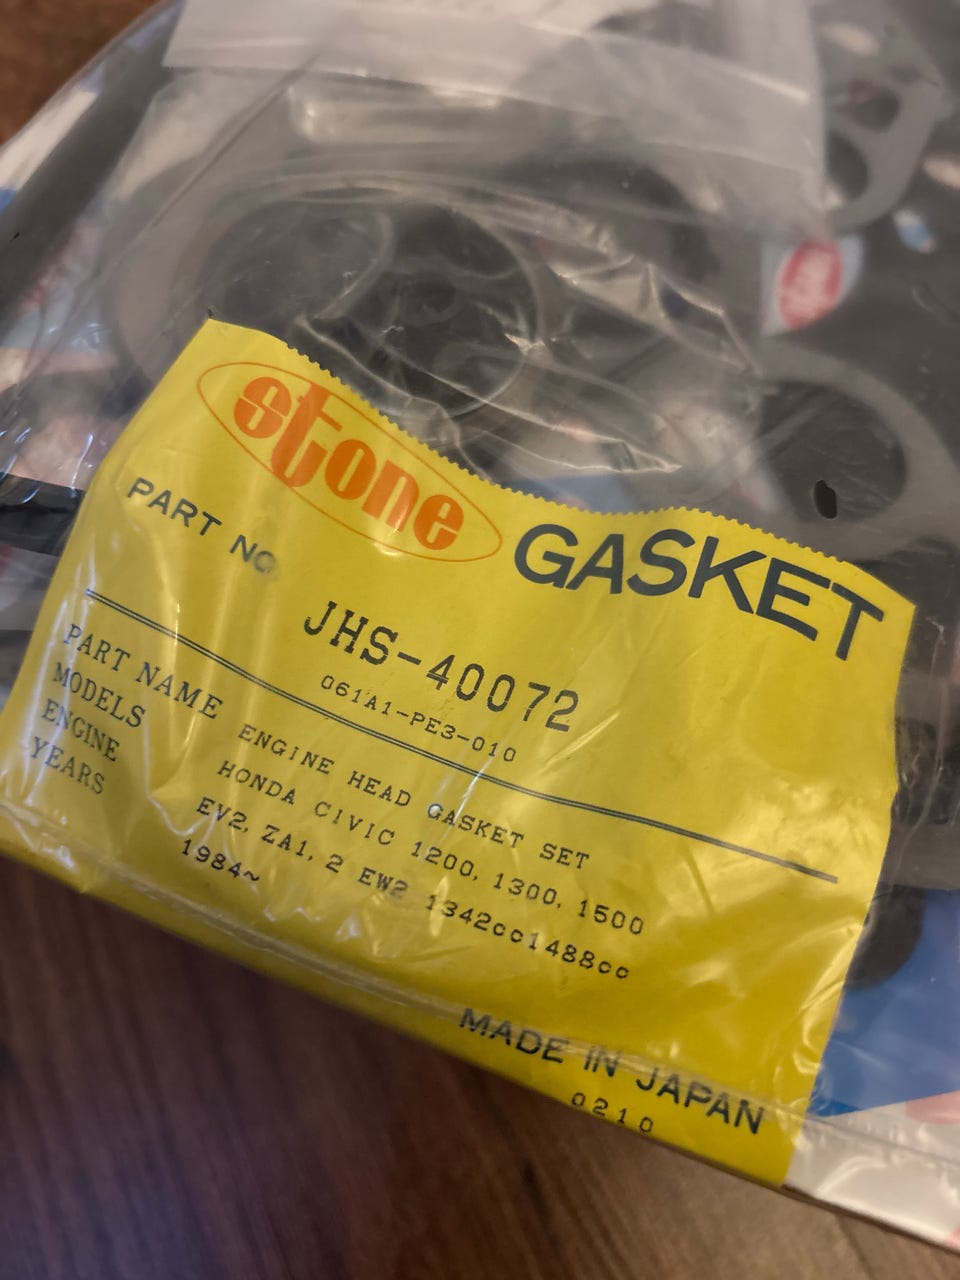 stone GASKET
PART NO.
JHS-40072
061A1-PE3-010
PART NAME ENGINE HEAD GASKET SET
MODELS HONDA CIVIC 1200, 1300, 1500
ENGINE EV2, ZA1, 2 EW2 1342cc1488cc
YEARS 1984~
MADE IN JAPAN
0210